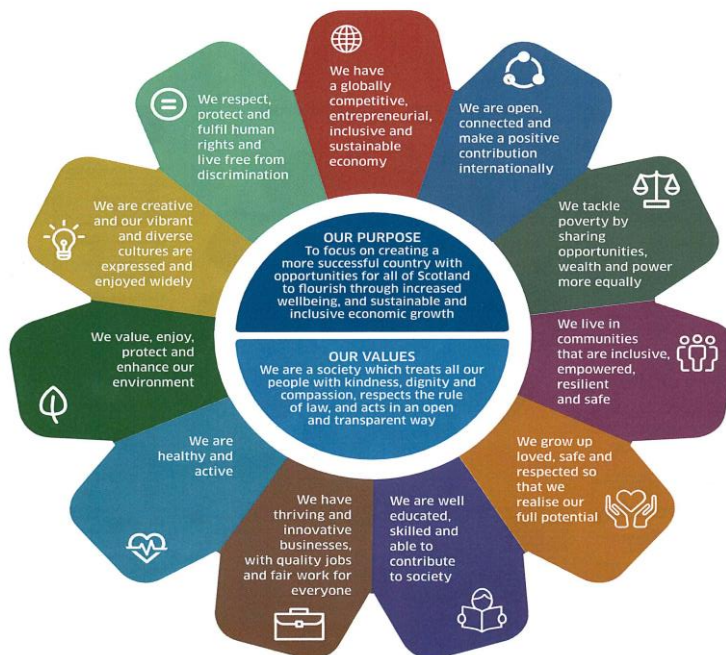 We have
a globally
competitive,
entrepreneurial,
inclusive and
sustainable
economy
We are open,
connected and
make a positive
contribution
internationally
We tackle
poverty by
sharing
opportunities,
wealth and power
more equally
We live in
communities
that are inclusive,
empowered,
resilient
and safe
We grow up
loved, safe and
respected so
that we
realise our
full potential
We are well
educated,
skilled and
able to
contribute
to society
We have
thriving and
innovative
businesses,
with quality jobs
and fair work for
everyone
We are
healthy and
active
We value, enjoy,
protect and
enhance our
environment
We are creative
and our vibrant
and diverse
cultures are
expressed and
enjoyed widely
We respect,
protect and
fulfil human
rights and
live free from
discrimination
OUR PURPOSE
To focus on creating a
more successful country with
opportunities for all of Scotland
to flourish through increased
wellbeing, and sustainable and
inclusive economic growth
OUR VALUES
We are a society which treats all our
people with kindness, dignity and
compassion, respects the rule
of law, and acts in an open
and transparent way